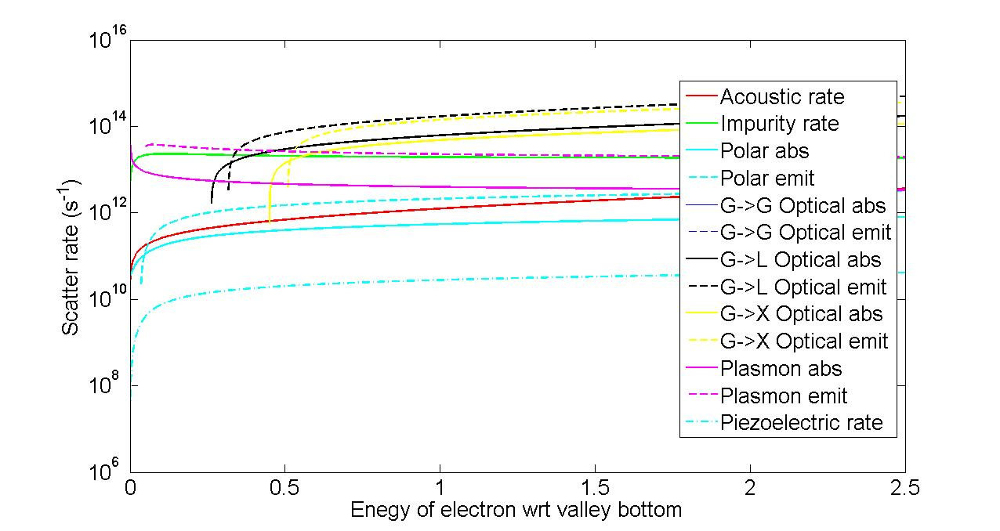 10^16
10^14
10^12
10^10
10^8
10^6
Scatter rate (s^-1)
0 0.5 1 1.5 2 2.5
Enegy of electron wrt valley bottom
Acoustic rate
Impurity rate
Polar abs
Polar emit
G->G Optical abs
G->G Optical emit
G->L Optical abs
G->L Optical emit
G->X Optical abs
G->X Optical emit
Plasmon abs
Plasmon emit
Piezoelectric rate